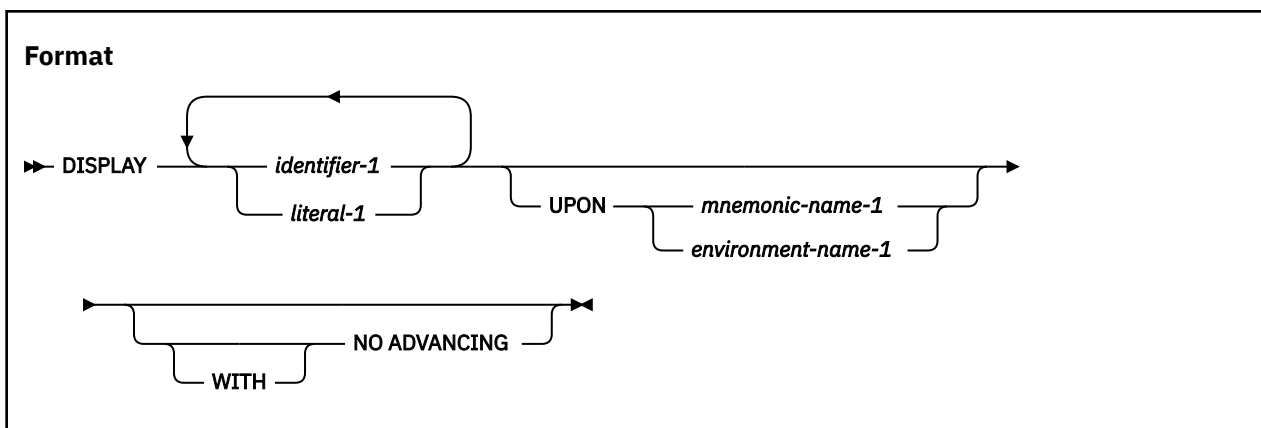 Format
DISPLAY identifier-1
literal-1
UPON mnemonic-name-1
environment-name-1
NO ADVANCING
WITH